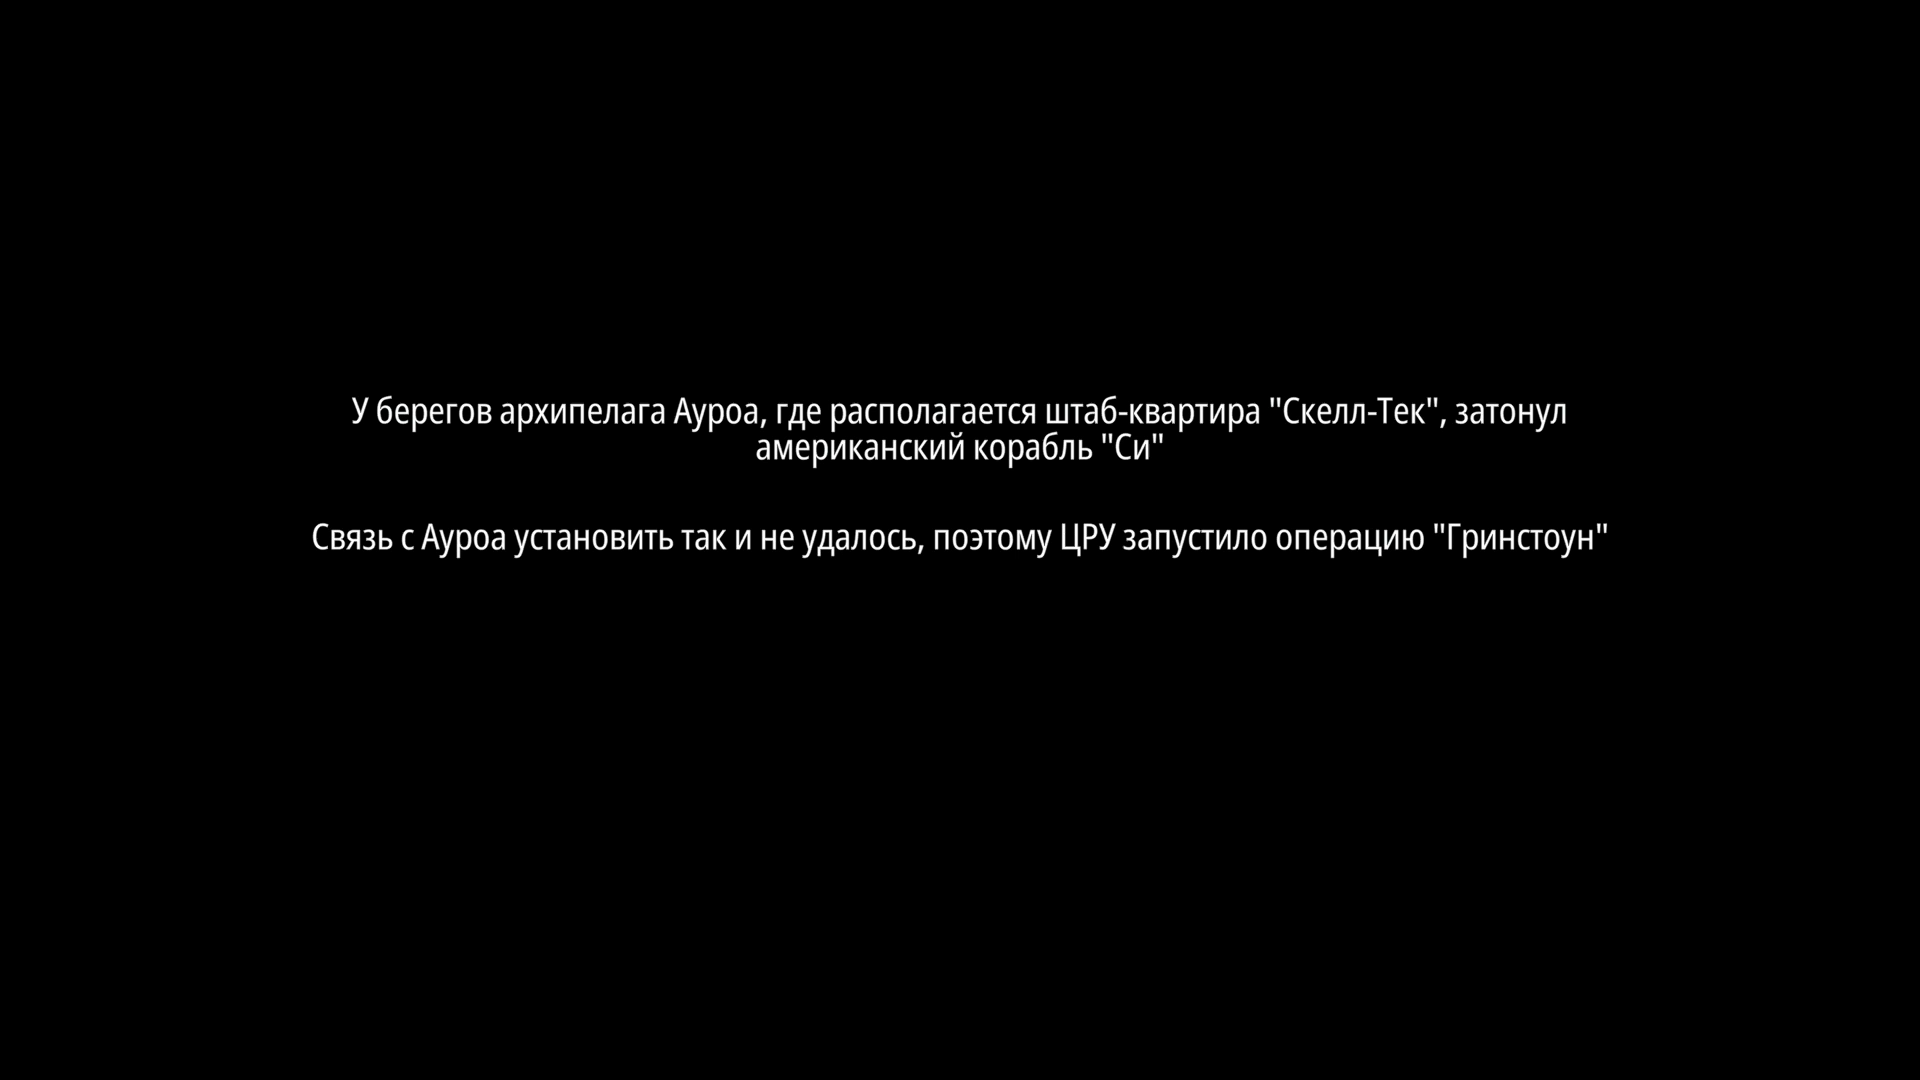 У берегов архипелага Ауроа, где располагается штаб-квартира "Скелл-Тек", затонул
американский корабль "Си"
Связь с Ауроа установить так и не удалось, поэтому ЦРУ запустило операцию "Гринстоун"